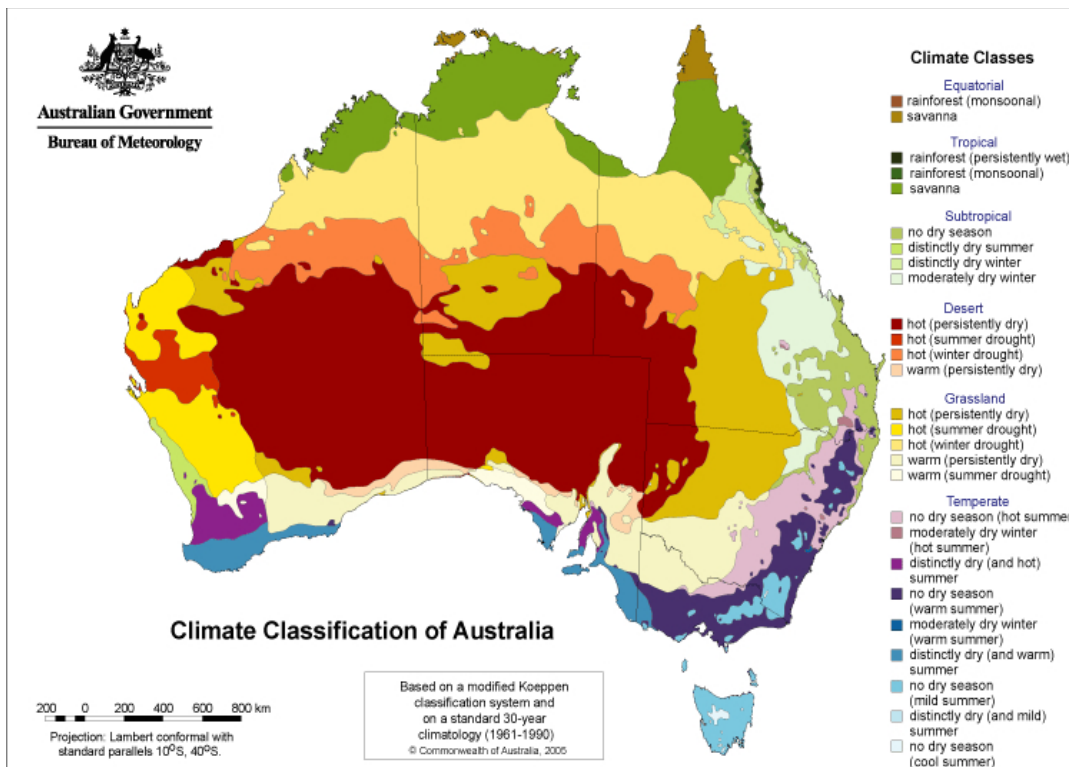 Australian Government
Bureau of Meteorology
Climate Classes
Equatorial
rainforest (monsoonal)
savanna
Tropical
rainforest (persistently wet)
rainforest (monsoonal)
savanna
Subtropical
no dry season
distinctly dry summer
distinctly dry winter
moderately dry winter
Desert
hot (persistently dry)
hot (summer drought)
hot (winter drought)
warm (persistently dry)
Grassland
hot (persistently dry)
hot (summer drought)
hot (winter drought)
warm (persistently dry)
warm (summer drought)
Temperate
no dry season (hot summer
moderately dry winter
(hot summer)
distinctly dry (and hot)
summer
no dry season
(warm summer)
moderately dry winter
(warm summer)
distinctly dry (and warm)
summer
no dry season
(mild summer)
distinctly dry (and mild)
summer
no dry season
(cool summer)
Climate Classification of Australia
Based on a modified Koeppen
classification system and
on a standard 30-year
climatology (1961-1990)
© Commonwealth of Australia, 2005
200 0 200 400 600 800 km
Projection: Lambert conformal with
standard parallels 10°S, 40°S.